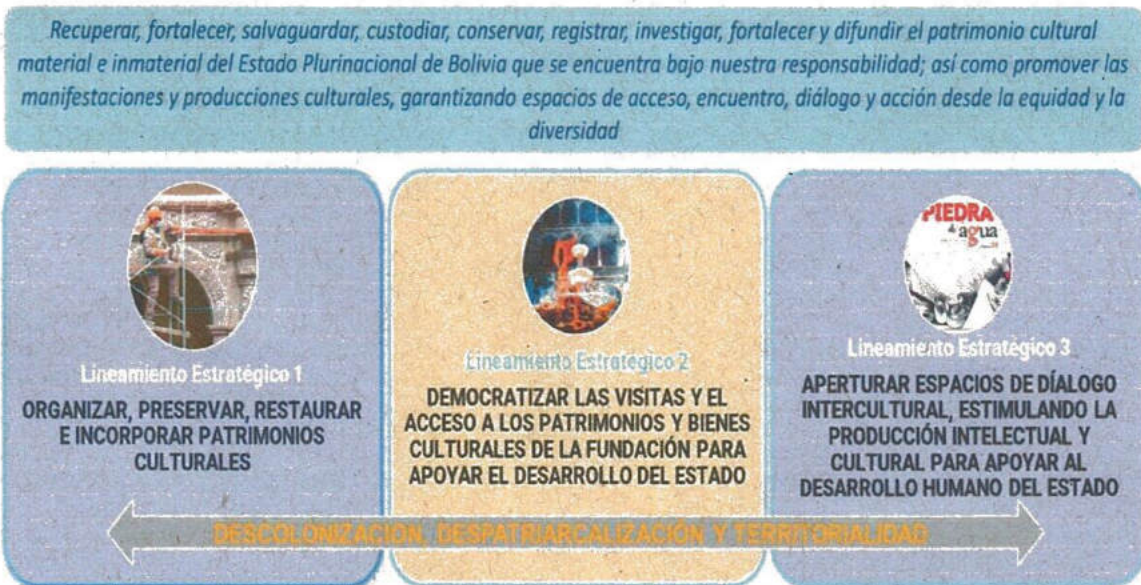 Recuperar, fortalecer, salvaguardar, custodiar, conservar, registrar, investigar, fortalecer y difundir el patrimonio cultural
material e inmaterial del Estado Plurinacional de Bolivia que se encuentra bajo nuestra responsabilidad; así como promover las
manifestaciones y producciones culturales, garantizando espacios de acceso, encuentro, diálogo y acción desde la equidad y la
diversidad
Lineamiento Estratégico 1
ORGANIZAR, PRESERVAR, RESTAURAR
E INCORPORAR PATRIMONIOS
CULTURALES
Lineamiento Estratégico 2
DEMOCRATIZAR LAS VISITAS Y EL
ACCESO A LOS PATRIMONIOS Y BIENES
CULTURALES DE LA FUNDACIÓN PARA
APOYAR EL DESARROLLO DEL ESTADO
PIEDRA
de agua
Lineamiento Estratégico 3
APERTURAR ESPACIOS DE DÍALOGO
INTERCULTURAL, ESTIMULANDO LA
PRODUCCIÓN INTELECTUAL Y
CULTURAL PARA APOYAR AL
DESARROLLO HUMANO DEL ESTADO
DESCOLONIZACION, DESPATRIARCALIZACIÓN Y TERRITORIALIDAD